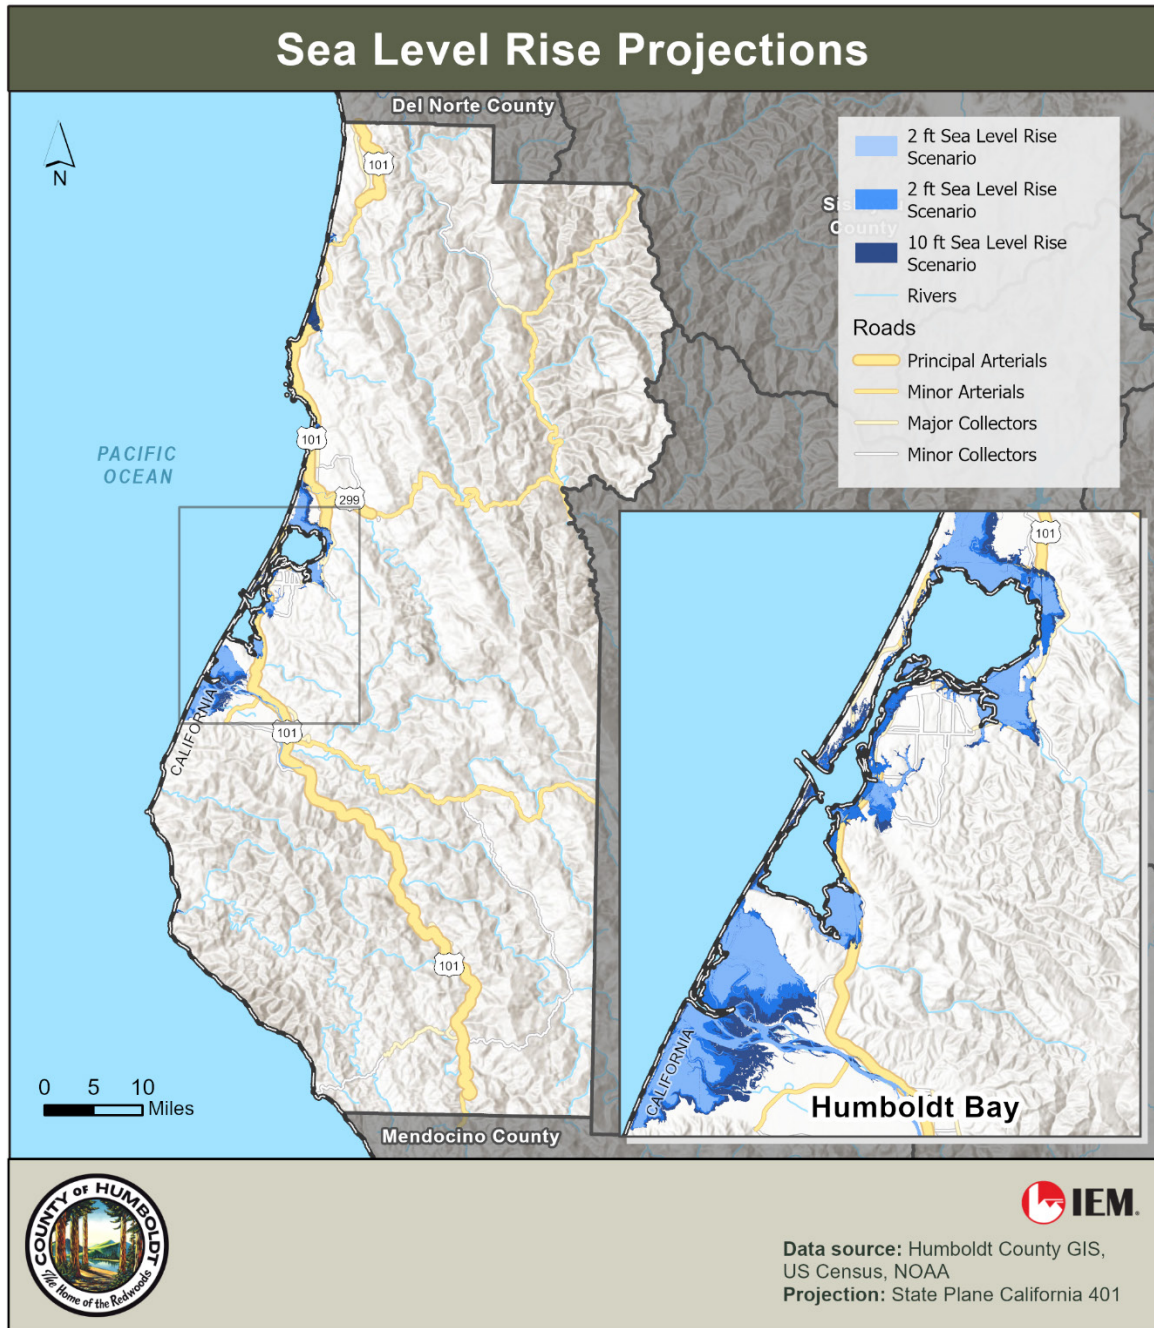 Sea Level Rise Projections
Del Norte County
N
101
2 ft Sea Level Rise
Scenario
2 ft Sea Level Rise
Scenario
10 ft Sea Level Rise
Scenario
Rivers
Roads
Principal Arterials
Minor Arterials
Major Collectors
Minor Collectors
County
PACIFIC
OCEAN
101
299
101
CALIFORNIA
101
101
CALIFORNIA
Humboldt Bay
0 5 10
Miles
Mendocino County
COUNTY OF HUMBOLDT
The Home of the Redwoods
IEM.
Data source: Humboldt County GIS,
US Census, NOAA
Projection: State Plane California 401